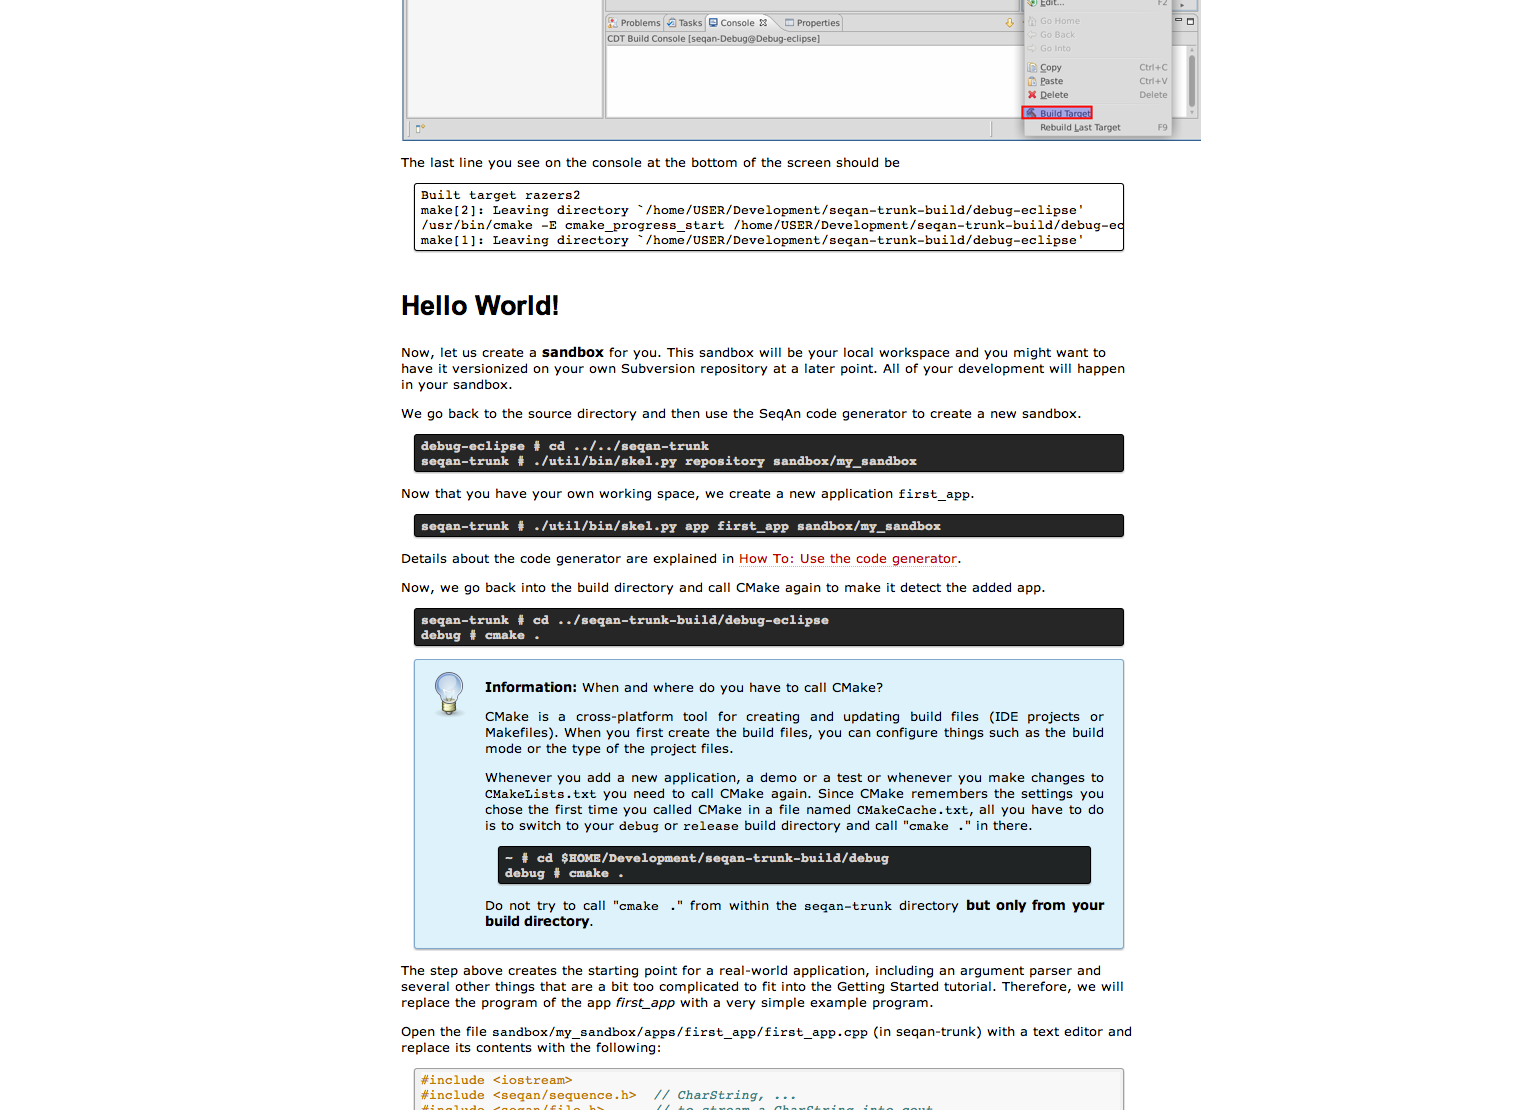 Edit... F2
Problems Tasks Console Properties
Go Home
CDT Build Console [seqan-Debug@Debug-eclipse]
Go Back
Go Into
Copy Ctrl+C
Paste Ctrl+V
Delete Delete
Build Target
Rebuild Last Target F9
The last line you see on the console at the bottom of the screen should be
Built target razers2
make[2]: Leaving directory `/home/USER/Development/seqan-trunk-build/debug-eclipse'
/usr/bin/cmake -E cmake_progress_start /home/USER/Development/seqan-trunk-build/debug-ec
make[1]: Leaving directory `/home/USER/Development/seqan-trunk-build/debug-eclipse'
Hello World!
Now, let us create a sandbox for you. This sandbox will be your local workspace and you might want to
have it versionized on your own Subversion repository at a later point. All of your development will happen
in your sandbox.
We go back to the source directory and then use the SeqAn code generator to create a new sandbox.
debug-eclipse # cd ../../seqan-trunk
seqan-trunk # ./util/bin/skel.py repository sandbox/my_sandbox
Now that you have your own working space, we create a new application first_app.
seqan-trunk # ./util/bin/skel.py app first_app sandbox/my_sandbox
Details about the code generator are explained in How To: Use the code generator.
Now, we go back into the build directory and call CMake again to make it detect the added app.
seqan-trunk # cd ../seqan-trunk-build/debug-eclipse
debug # cmake .
Information: When and where do you have to call CMake?
CMake is a cross-platform tool for creating and updating build files (IDE projects or
Makefiles). When you first create the build files, you can configure things such as the build
mode or the type of the project files.
Whenever you add a new application, a demo or a test or whenever you make changes to
CMakeLists.txt you need to call CMake again. Since CMake remembers the settings you
chose the first time you called CMake in a file named CMakeCache.txt, all you have to do
is to switch to your debug or release build directory and call "cmake ." in there.
~ # cd $HOME/Development/seqan-trunk-build/debug
debug # cmake .
Do not try to call "cmake ." from within the seqan-trunk directory but only from your
build directory.
The step above creates the starting point for a real-world application, including an argument parser and
several other things that are a bit too complicated to fit into the Getting Started tutorial. Therefore, we will
replace the program of the app first_app with a very simple example program.
Open the file sandbox/my_sandbox/apps/first_app/first_app.cpp (in seqan-trunk) with a text editor and
replace its contents with the following:
#include <iostream>
#include <seqan/sequence.h> // CharString, ...
#include <seqan/file.h> // to stream a CharString into cout